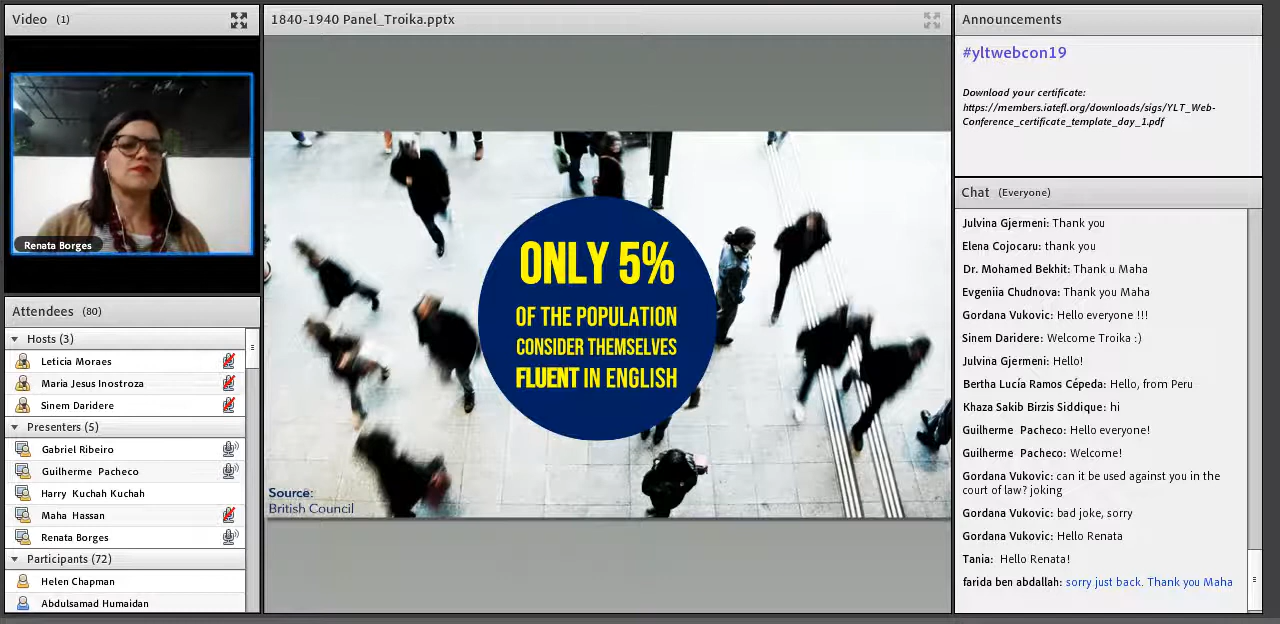 Video (1)
Renata Borges
Attendees (80)
Hosts (3)
Leticia Moraes
Maria Jesus Inostroza
Sinem Daridere
Presenters (5)
Gabriel Ribeiro
Guilherme Pacheco
Harry Kuchah Kuchah
Maha Hassan
Renata Borges
Participants (72)
Helen Chapman
Abdulsamad Humaidan
1840-1940 Panel_Troika.pptx
ONLY 5%
OF THE POPULATION
CONSIDER THEMSELVES
FLUENT IN ENGLISH
Source:
British Council
Announcements
#yltwebcon19
Download your certificate:
https://members.iatefl.org/downloads/sigs/YLT_Web-
Conference_certificate_template_day_1.pdf
Chat (Everyone)
Julvina Gjermeni: Thank you
Elena Cojocaru: thank you
Dr. Mohamed Bekhit: Thank u Maha
Evgeniia Chudnova: Thank you Maha
Gordana Vukovic: Hello everyone !!!
Sinem Daridere: Welcome Troika :)
Julvina Gjermeni: Hello!
Bertha Lucía Ramos Cépeda: Hello, from Peru
Khaza Sakib Birzis Siddique: hi
Guilherme Pacheco: Hello everyone!
Guilherme Pacheco: Welcome!
Gordana Vukovic: can it be used against you in the
court of law? joking
Gordana Vukovic: bad joke, sorry
Gordana Vukovic: Hello Renata
Tania: Hello Renata!
farida ben abdallah: sorry just back. Thank you Maha